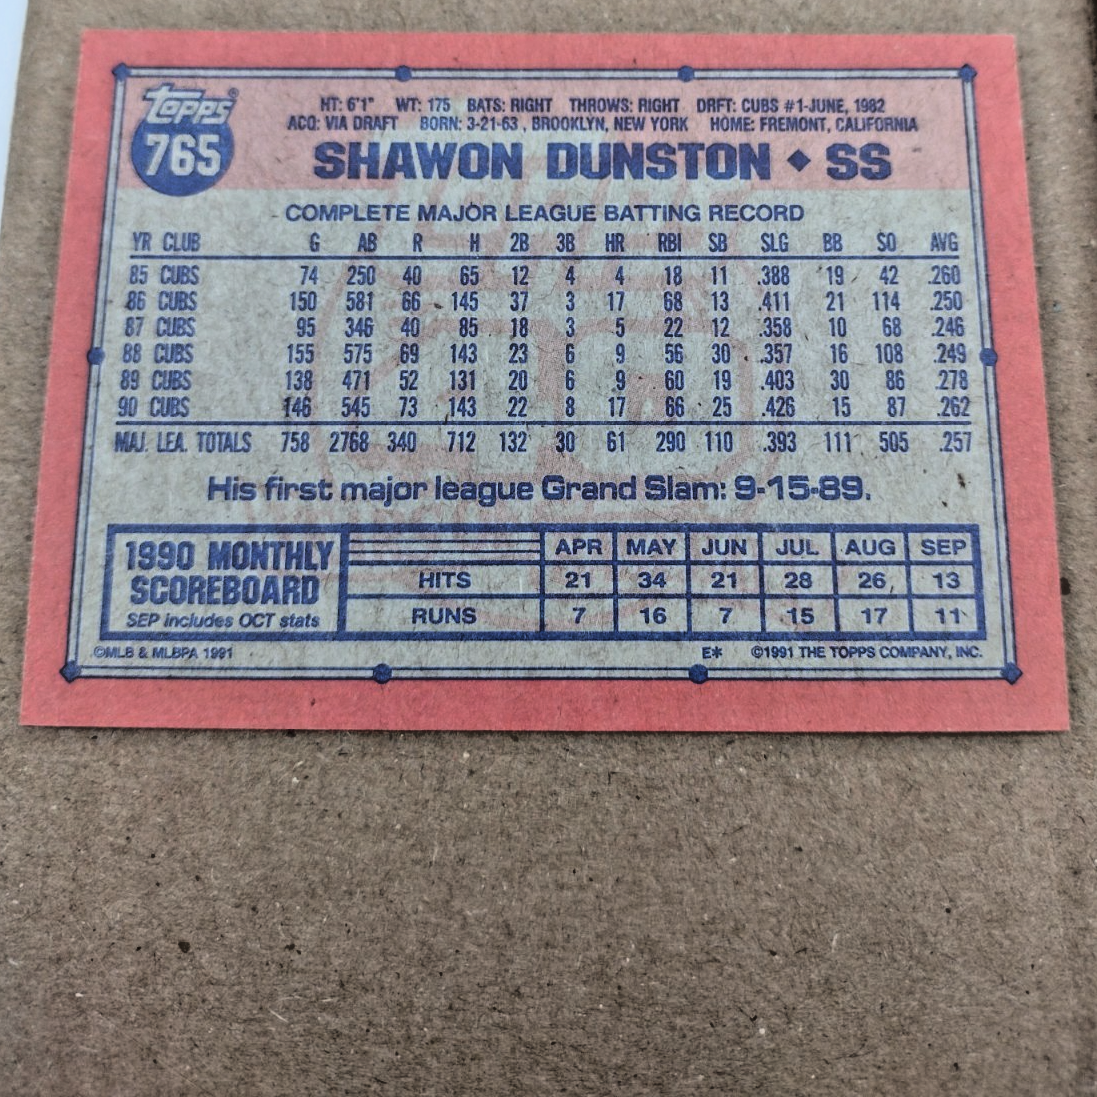 Topps®
765
HT: 6'1" WT: 175 BATS: RIGHT THROWS: RIGHT DRFT: CUBS #1-JUNE, 1982
ACQ: VIA DRAFT BORN: 3-21-63 , BROOKLYN, NEW YORK HOME: FREMONT, CALIFORNIA
SHAWON DUNSTON ◆ SS
COMPLETE MAJOR LEAGUE BATTING RECORD
YR CLUB G AB R H 2B 3B HR RBI SB SLG BB SO AVG
85 CUBS 74 250 40 65 12 4 4 18 11 .388 19 42 .260
86 CUBS 150 581 66 145 37 3 17 68 13 .411 21 114 .250
87 CUBS 95 346 40 85 18 3 5 22 12 .358 10 68 .246
88 CUBS 155 575 69 143 23 6 9 56 30 .357 16 108 .249
89 CUBS 138 471 52 131 20 6 9 60 19 .403 30 86 .278
90 CUBS 146 545 73 143 22 8 17 66 25 .426 15 87 .262
MAJ. LEA. TOTALS 758 2768 340 712 132 30 61 290 110 .393 111 505 .257
His first major league Grand Slam: 9-15-89.
1990 MONTHLY SCOREBOARD
SEP includes OCT stats
APR MAY JUN JUL AUG SEP
HITS 21 34 21 28 26 13
RUNS 7 16 7 15 17 11
©MLB & MLBPA 1991 E* ©1991 THE TOPPS COMPANY, INC.